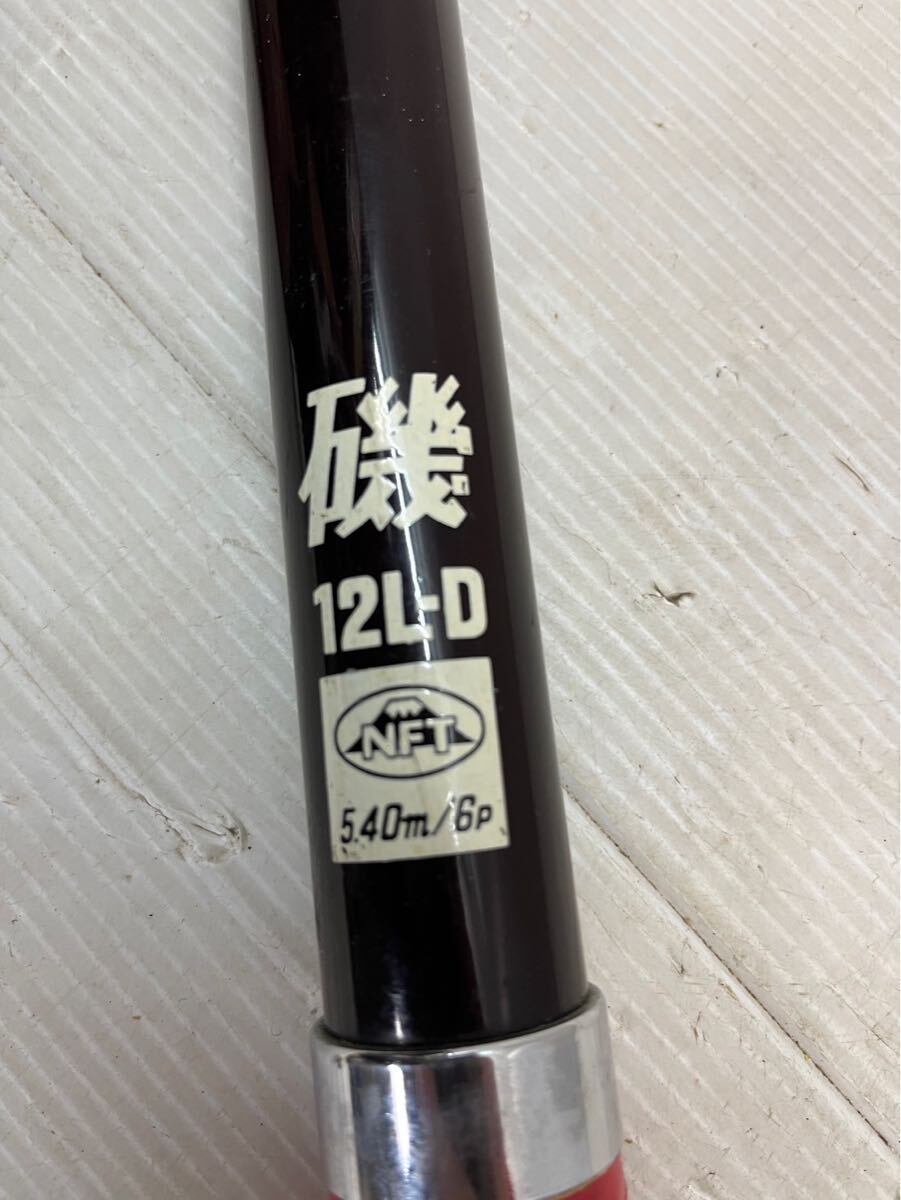 磯
12L-D
NFT
5.40m/6P